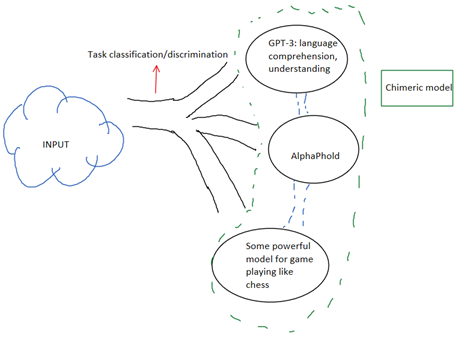 GPT-3: language
comprehension,
understanding
Task classification/discrimination
Chimeric model
INPUT
AlphaPhold
Some powerful
model for game
playing like
chess